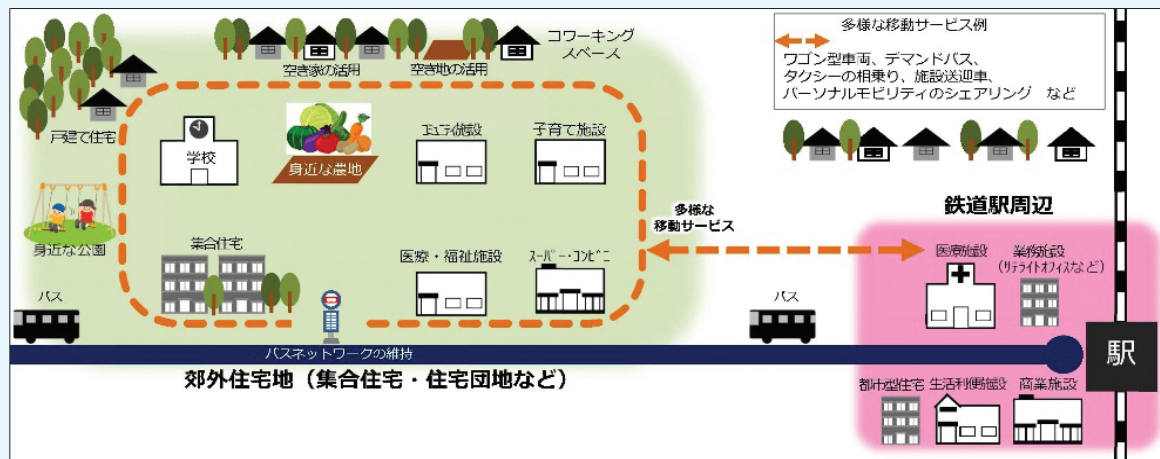 コワーキング
スペース
空き家の活用
空き地の活用
戸建て住宅
学校
身近な農地
ｺﾐｭﾆﾃｨ施設
子育て施設
身近な公園
集合住宅
医療・福祉施設
ｽｰﾊﾟｰ・ｺﾝﾋﾞﾆ
バス
バスネットワークの維持
郊外住宅地（集合住宅・住宅団地など）
多様な
移動サービス
多様な移動サービス例
ワゴン型車両、デマンドバス、
タクシーの相乗り、施設送迎車、
パーソナルモビリティのシェアリング　など
鉄道駅周辺
医療施設
業務施設
（ｻﾃﾗｲﾄｵﾌｨｽなど）
バス
駅
都市型住宅
生活利便施設
商業施設